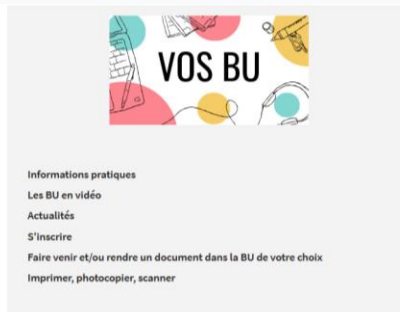 VOS BU
Informations pratiques
Les BU en vidéo
Actualités
S'inscrire
Faire venir et/ou rendre un document dans la BU de votre choix
Imprimer, photocopier, scanner